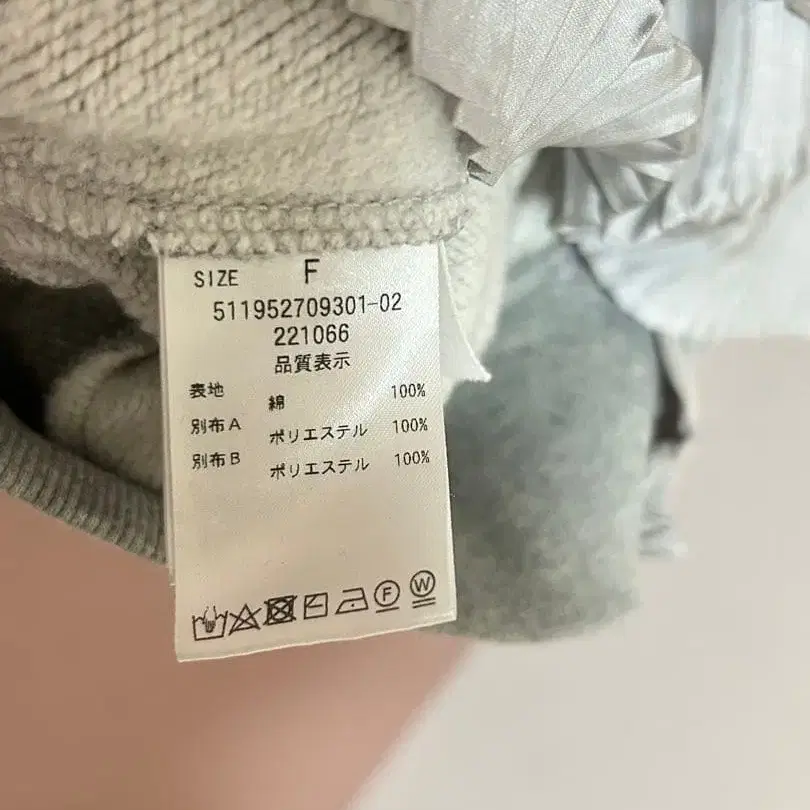 SIZE F
511952709301-02
221066
品質表示
表地 綿 100%
別布A ポリエステル 100%
別布B ポリエステル 100%
F W